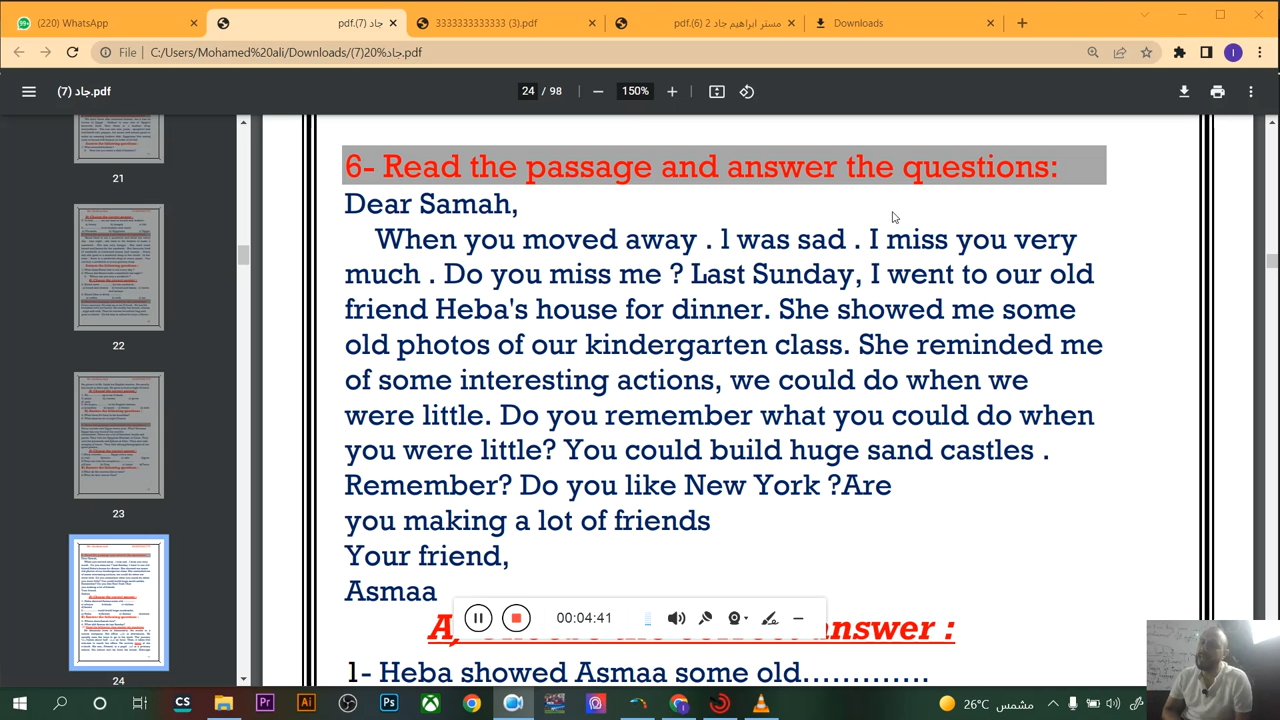 (220) WhatsApp
جاد (7).pdf
3333333333333 (3).pdf
مستر ابراهيم جاد 2 (6).pdf
Downloads
File
C:/Users/Mohamed%20ali/Downloads/جاد%20(7).pdf
جاد (7).pdf
24 / 98
150%
21
22
23
24
6- Read the passage and answer the questions:
Dear Samah,
When you moved away . l was sad . I miss you very
much . Do you miss me ? Last Sunday, I went to our old
friend Heba's house for dinner. She showed me some
old photos of our kindergarten class. She reminded me
of some interesting actions, we could do when we
were little. Do you remember what you could do when
you were little? You could build huge sand castles .
Remember? Do you like New York ?Are
you making a lot of friends
Your friend,
Asmaa
00:04:41
answer :
1- Heba showed Asmaa some old.............
26°C مشمس